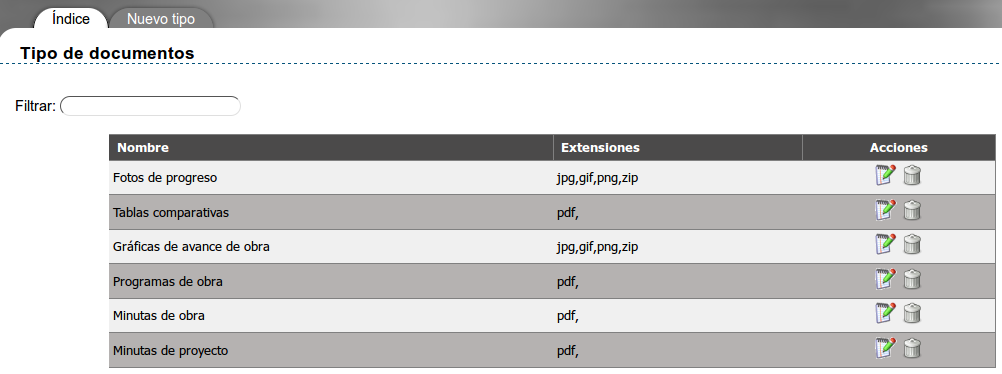 Índice Nuevo tipo
Tipo de documentos
Filtrar:
Nombre Extensiones Acciones
Fotos de progreso jpg,gif,png,zip
Tablas comparativas pdf,
Gráficas de avance de obra jpg,gif,png,zip
Programas de obra pdf,
Minutas de obra pdf,
Minutas de proyecto pdf,